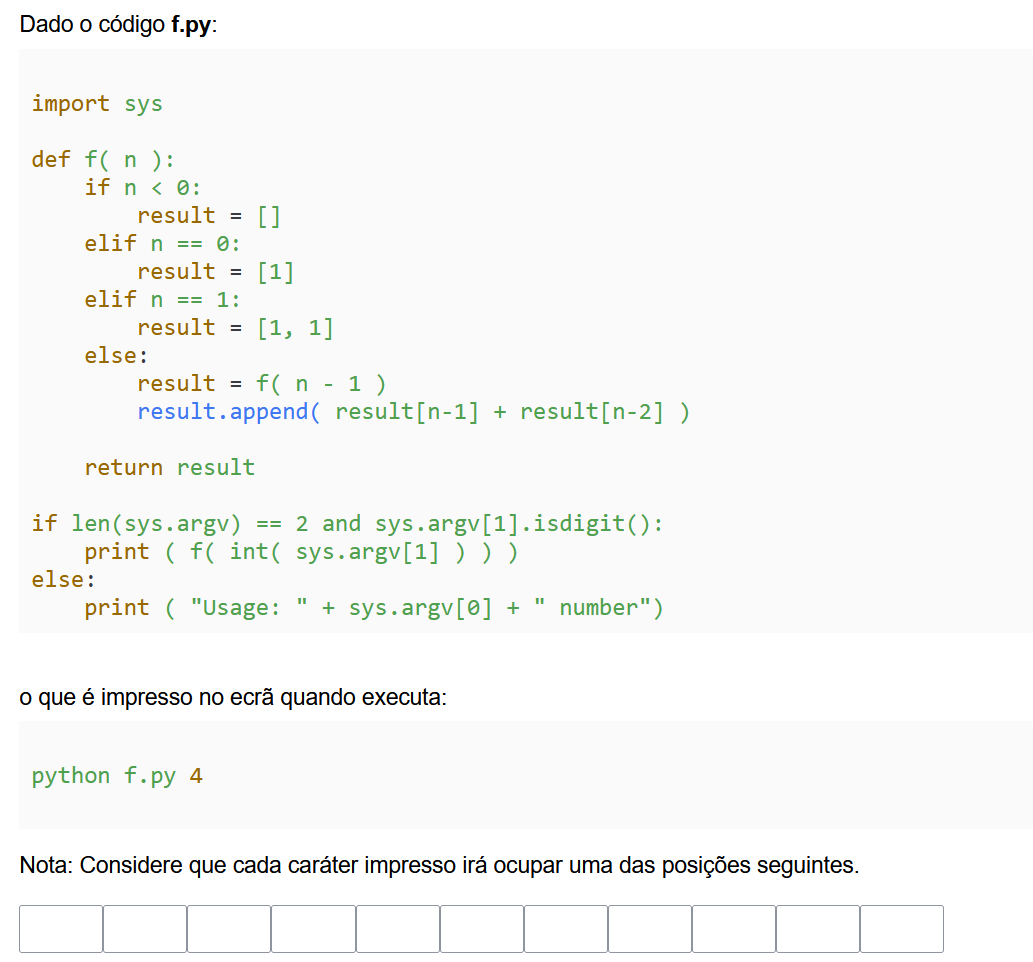 Dado o código f.py:
import sys
def f( n ):
    if n < 0:
        result = []
    elif n == 0:
        result = [1]
    elif n == 1:
        result = [1, 1]
    else:
        result = f( n - 1 )
        result.append( result[n-1] + result[n-2] )
    return result
if len(sys.argv) == 2 and sys.argv[1].isdigit():
    print ( f( int( sys.argv[1] ) ) )
else:
    print ( "Usage: " + sys.argv[0] + " number")
o que é impresso no ecrã quando executa:
python f.py 4
Nota: Considere que cada caráter impresso irá ocupar uma das posições seguintes.